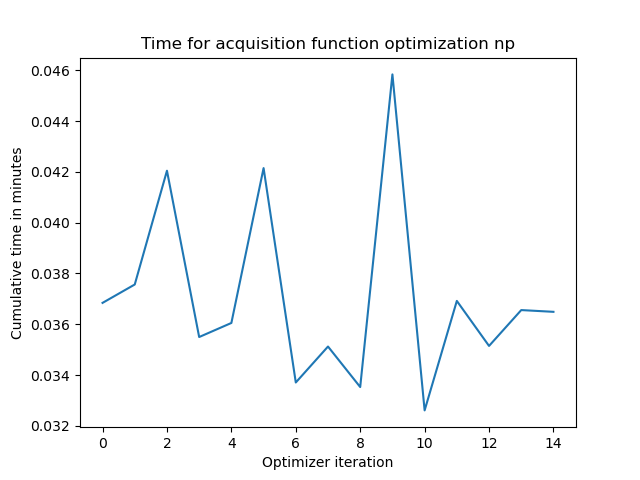 Time for acquisition function optimization np
Cumulative time in minutes
0.046
0.044
0.042
0.040
0.038
0.036
0.034
0.032
0 2 4 6 8 10 12 14
Optimizer iteration